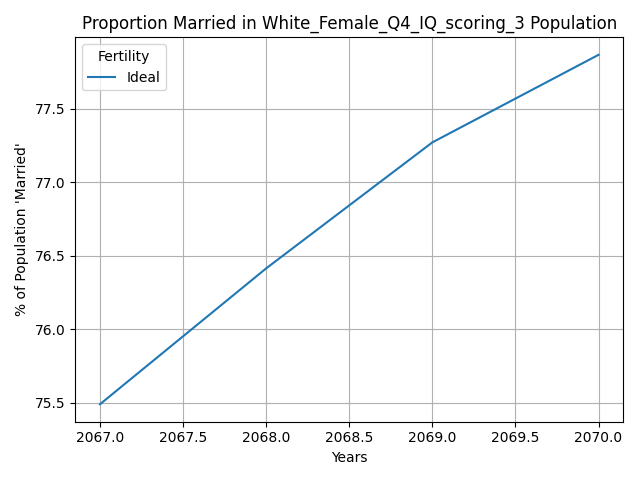 Proportion Married in White_Female_Q4_IQ_scoring_3 Population
Fertility
Ideal
% of Population 'Married'
77.5
77.0
76.5
76.0
75.5
2067.0 2067.5 2068.0 2068.5 2069.0 2069.5 2070.0
Years